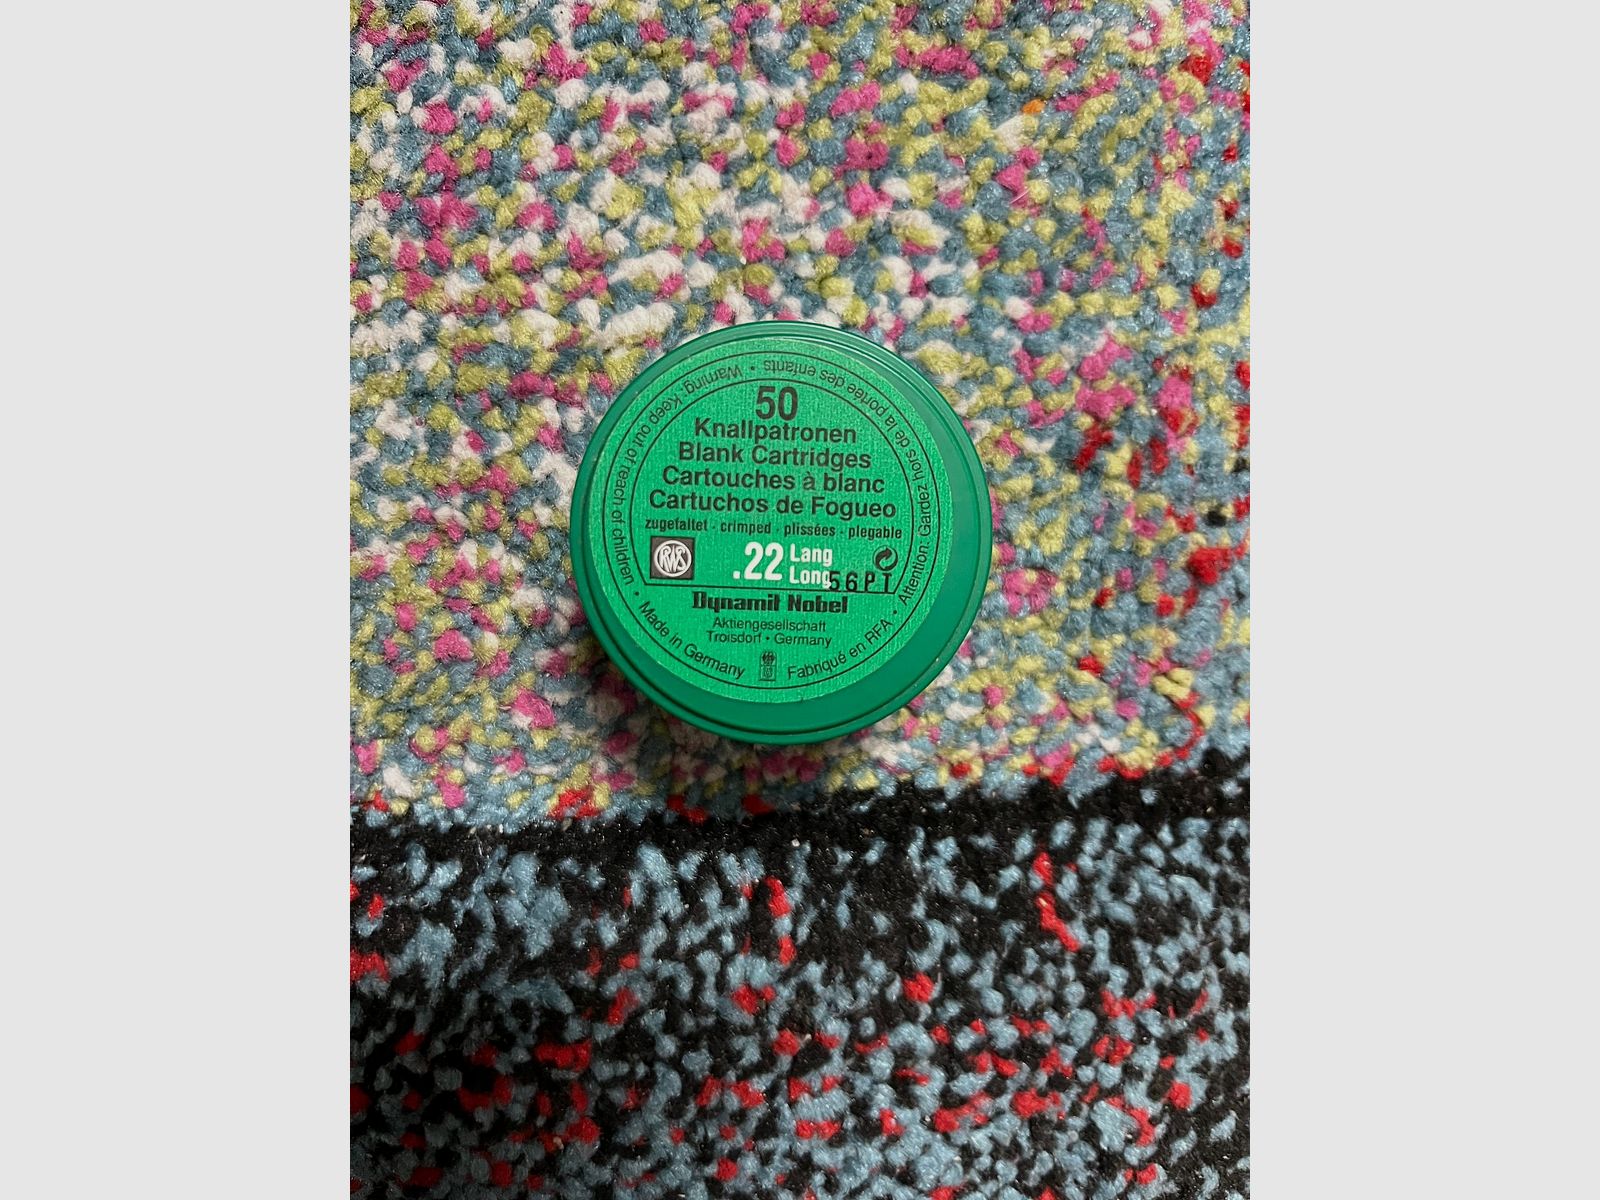 50
Knallpatronen
Blank Cartridges
Cartouches à blanc
Cartuchos de Fogueo
zugefaltet · crimped · plissées · plegable
RWS
.22 Lang
Long
56PT
Dynamit Nobel
Aktiengesellschaft
Troisdorf • Germany
Warning: Keep out of reach of children • Made in Germany
Fabriqué en RFA • Attention: Gardez hors de la portée des enfants •